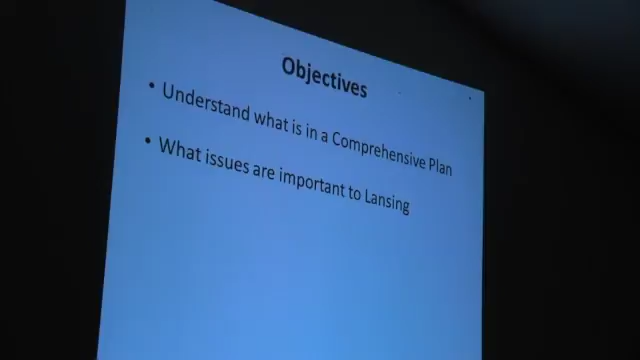 Objectives
• Understand what is in a Comprehensive Plan
• What issues are important to Lansing